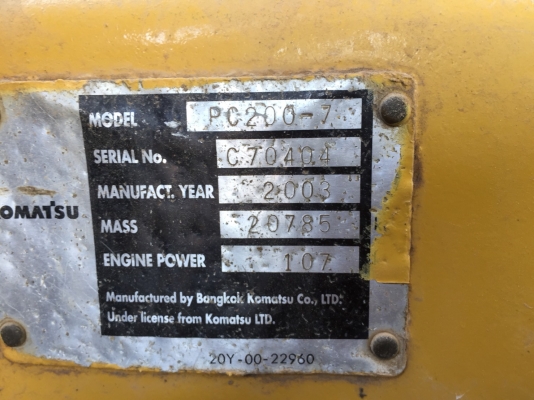 MODEL PC200-7
SERIAL No. C70404
MANUFACT. YEAR 2003
KOMATSU
MASS 20785
ENGINE POWER 107
Manufactured by Bangkok Komatsu Co., LTD.
Under license from Komatsu LTD.
20Y-00-22960